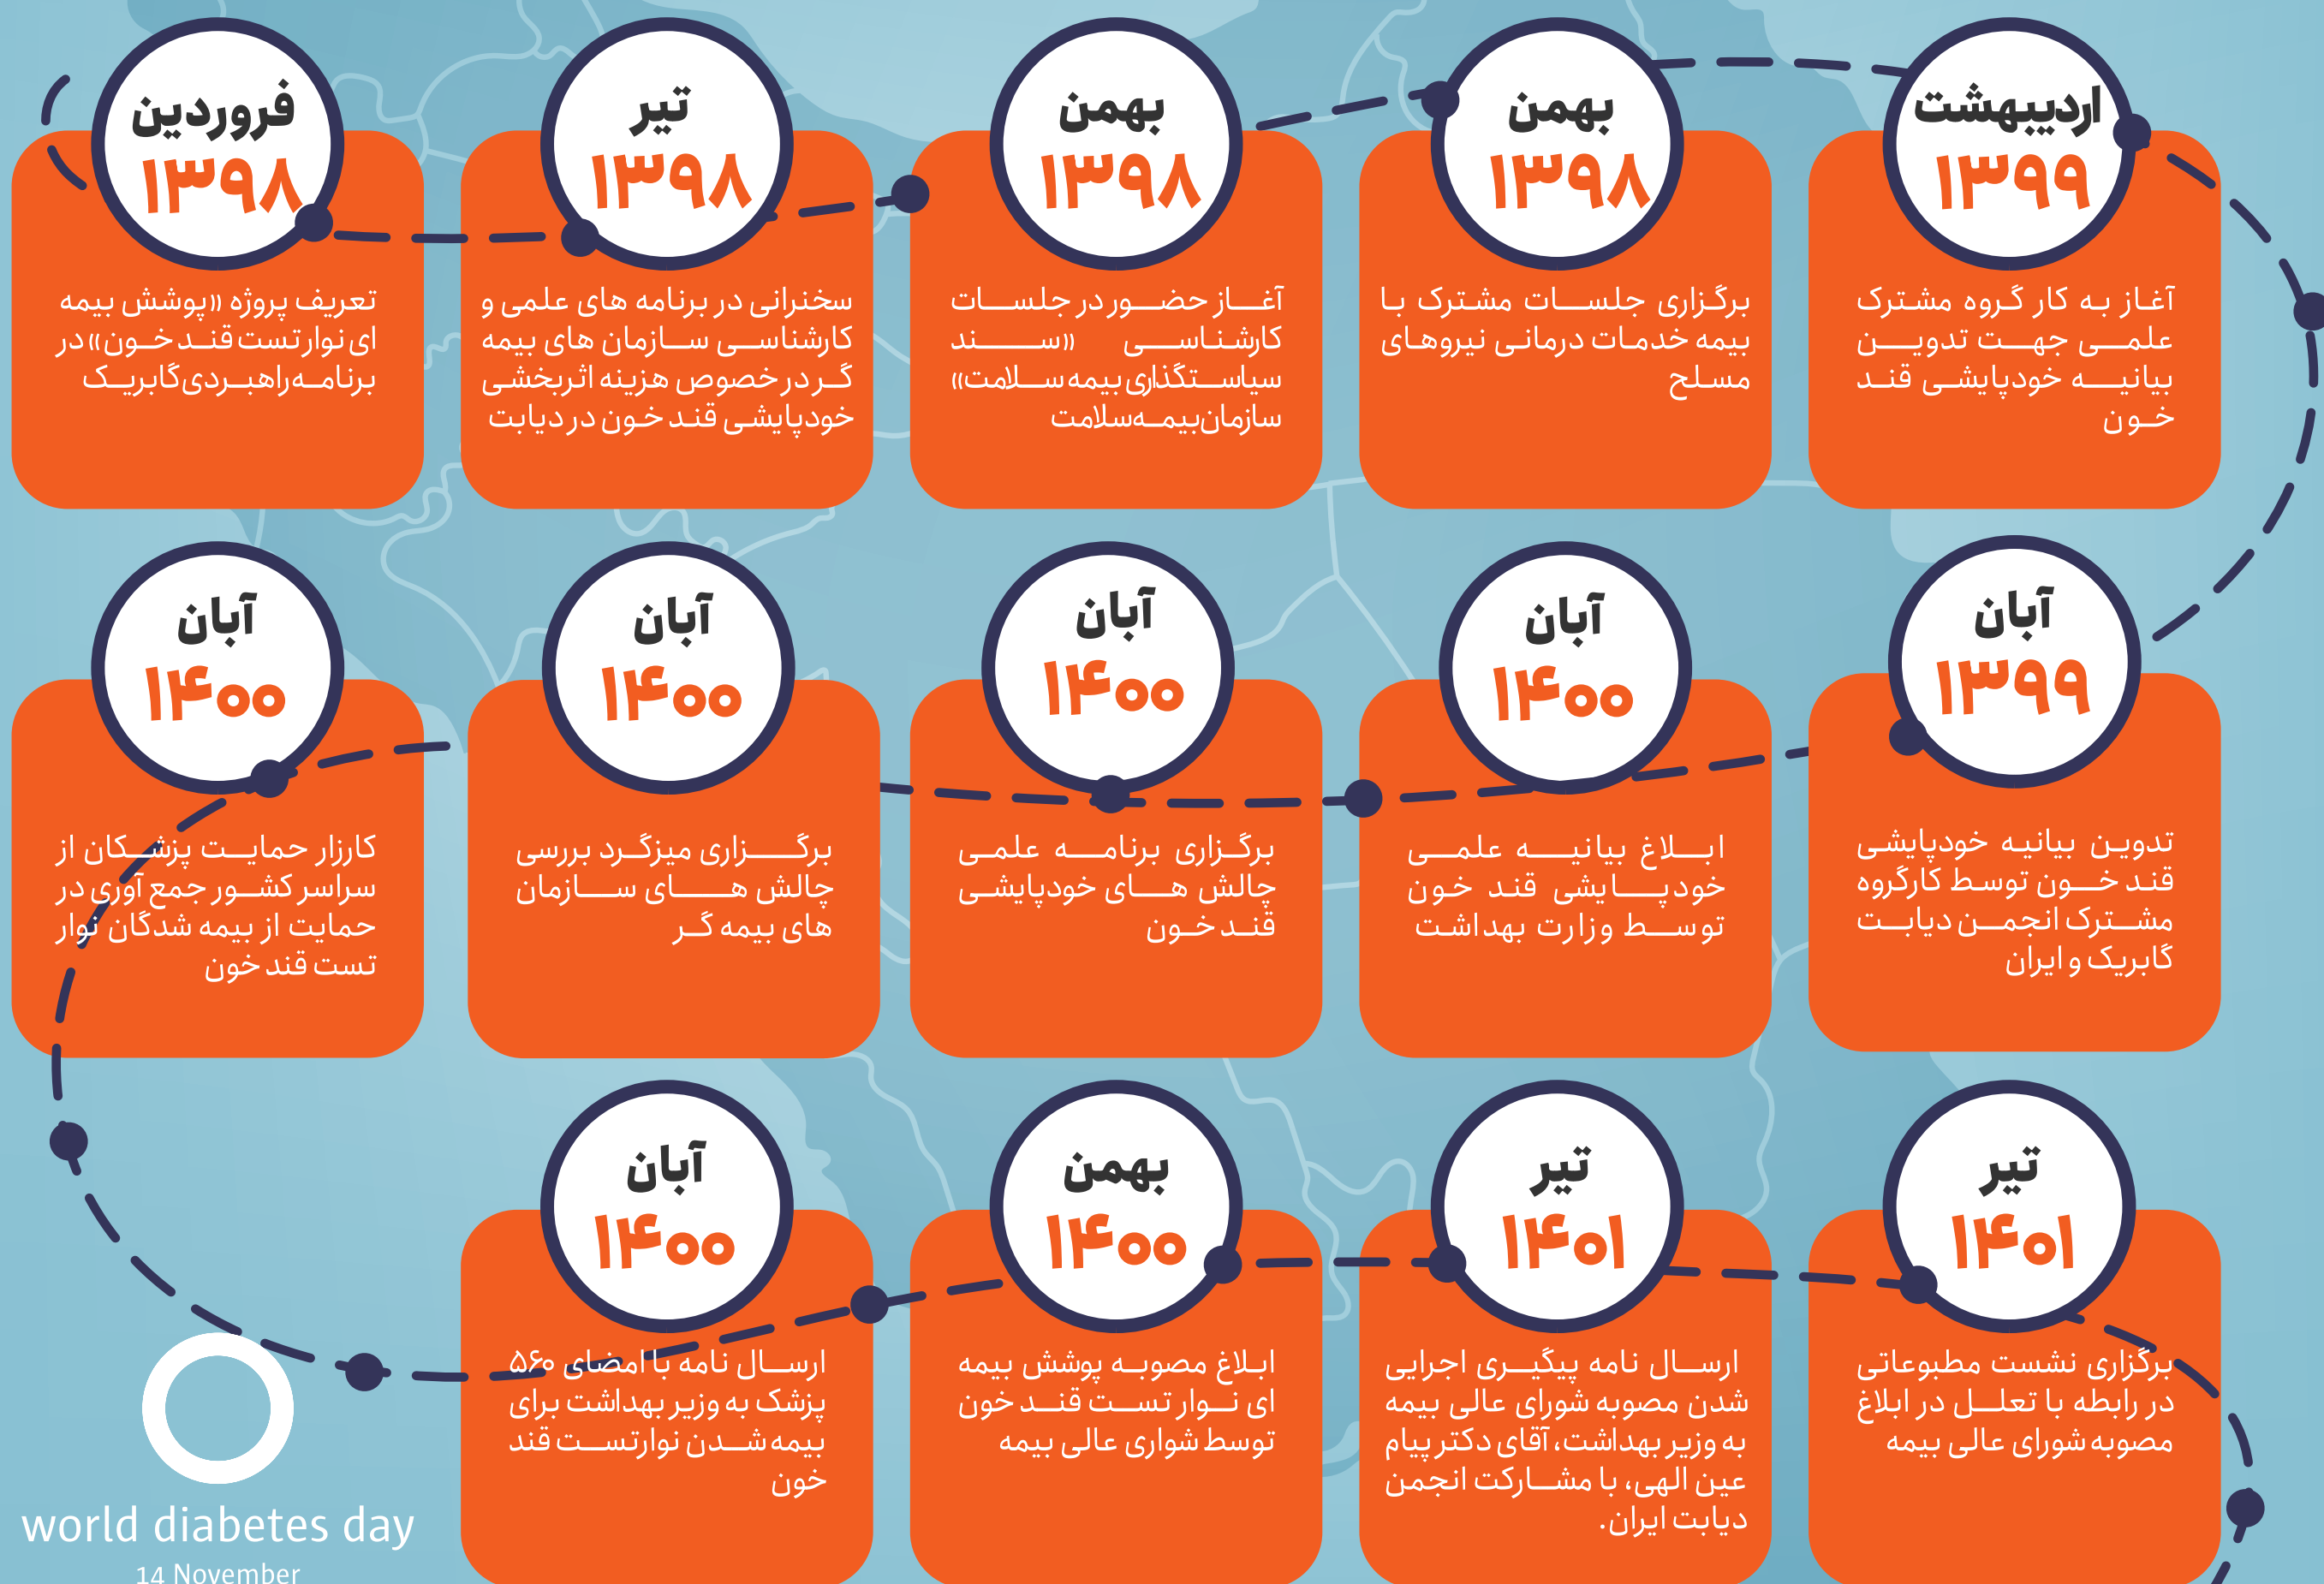 فروردین
۱۳۹۸
تعریف پروژه «پوشش بیمه
ای نوار تست قند خون» در
برنامه راهبردی گابریک
تیر
۱۳۹۸
سخنرانی در برنامه های علمی و
کارشناسی سازمان های بیمه
گر در خصوص هزینه اثربخشی
خودپایشی قند خون در دیابت
بهمن
۱۳۹۸
آغاز حضور در جلسات
کارشناسی «سند
سیاستگذاری بیمه سلامت»
سازمان بیمه سلامت
بهمن
۱۳۹۸
برگزاری جلسات مشترک با
بیمه خدمات درمانی نیروهای
مسلح
اردیبهشت
۱۳۹۹
آغاز به کار گروه مشترک
علمی جهت تدوین
بیانیه خودپایشی قند
خون
آبان
۱۳۹۹
تدوین بیانیه خودپایشی
قند خون توسط کارگروه
مشترک انجمن دیابت
گابریک و ایران
آبان
۱۴۰۰
ابلاغ بیانیه علمی
خودپایشی قند خون
توسط وزارت بهداشت
آبان
۱۴۰۰
برگزاری برنامه علمی
چالش های خودپایشی
قند خون
آبان
۱۴۰۰
برگزاری میزگرد بررسی
چالش های سازمان
های بیمه گر
آبان
۱۴۰۰
کارزار حمایت پزشکان از
سراسر کشور جمع آوری در
حمایت از بیمه شدگان نوار
تست قند خون
آبان
۱۴۰۰
ارسال نامه با امضای ۵۶۰
پزشک به وزیر بهداشت برای
بیمه شدن نوارتست قند
خون
بهمن
۱۴۰۰
ابلاغ مصوبه پوشش بیمه
ای نوار تست قند خون
توسط شواری عالی بیمه
تیر
۱۴۰۱
ارسال نامه پیگیری اجرایی
شدن مصوبه شورای عالی بیمه
به وزیر بهداشت، آقای دکتر پیام
عین الهی، با مشارکت انجمن
دیابت ایران.
تیر
۱۴۰۱
برگزاری نشست مطبوعاتی
در رابطه با تعلل در ابلاغ
مصوبه شورای عالی بیمه
world diabetes day
14 November